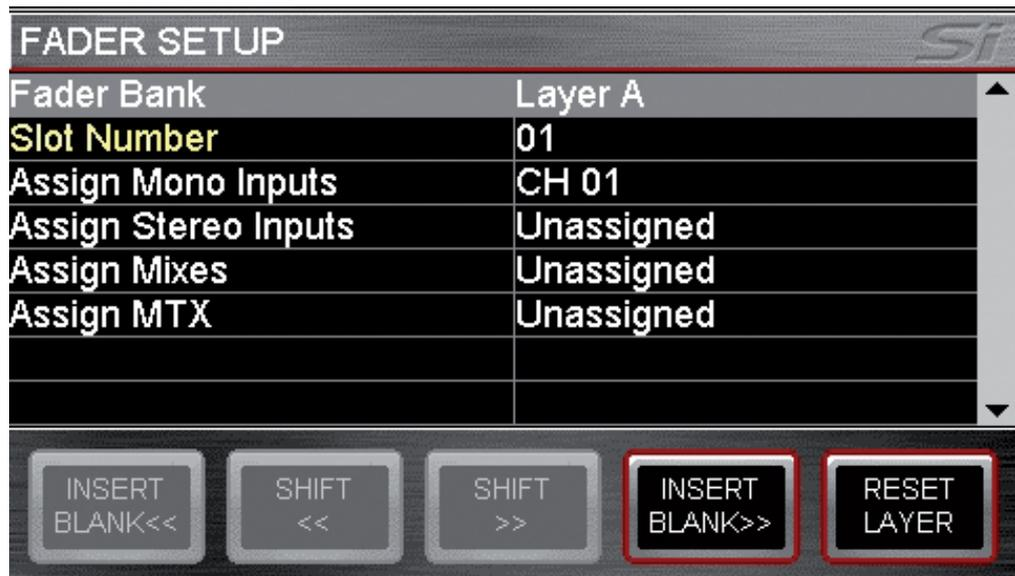 FADER SETUP Si
Fader Bank Layer A
Slot Number 01
Assign Mono Inputs CH 01
Assign Stereo Inputs Unassigned
Assign Mixes Unassigned
Assign MTX Unassigned
INSERT SHIFT SHIFT INSERT RESET
BLANK<< << >> BLANK>> LAYER